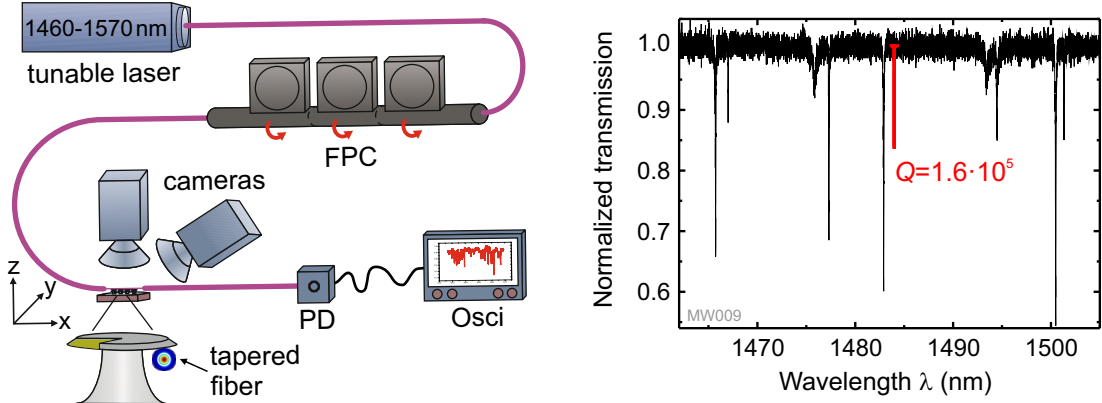 1460-1570 nm
tunable laser
FPC
cameras
z
y
x
PD
Osci
tapered
fiber
Normalized transmission
1.0
0.9
0.8
0.7
0.6
Q=1.6·10⁵
MW009
1470
1480
1490
1500
Wavelength λ (nm)